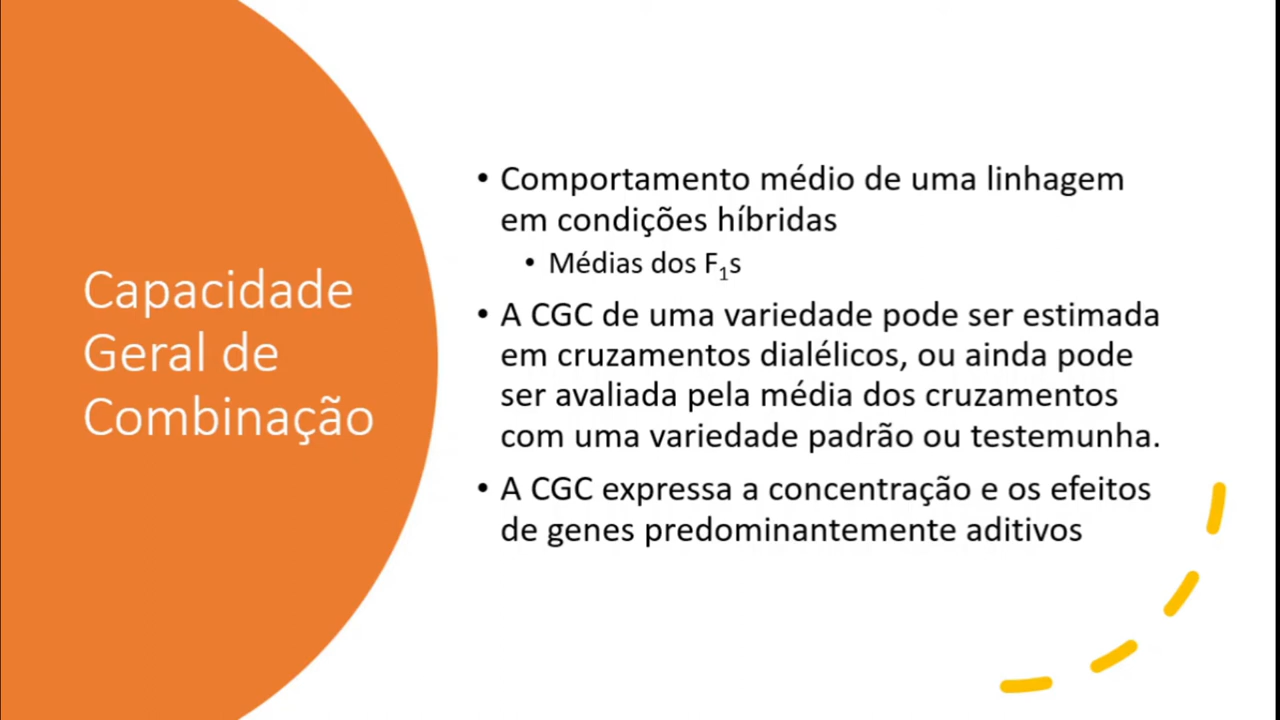 Capacidade
Geral de
Combinação
• Comportamento médio de uma linhagem
em condições híbridas
• Médias dos F₁s
• A CGC de uma variedade pode ser estimada
em cruzamentos dialélicos, ou ainda pode
ser avaliada pela média dos cruzamentos
com uma variedade padrão ou testemunha.
• A CGC expressa a concentração e os efeitos
de genes predominantemente aditivos